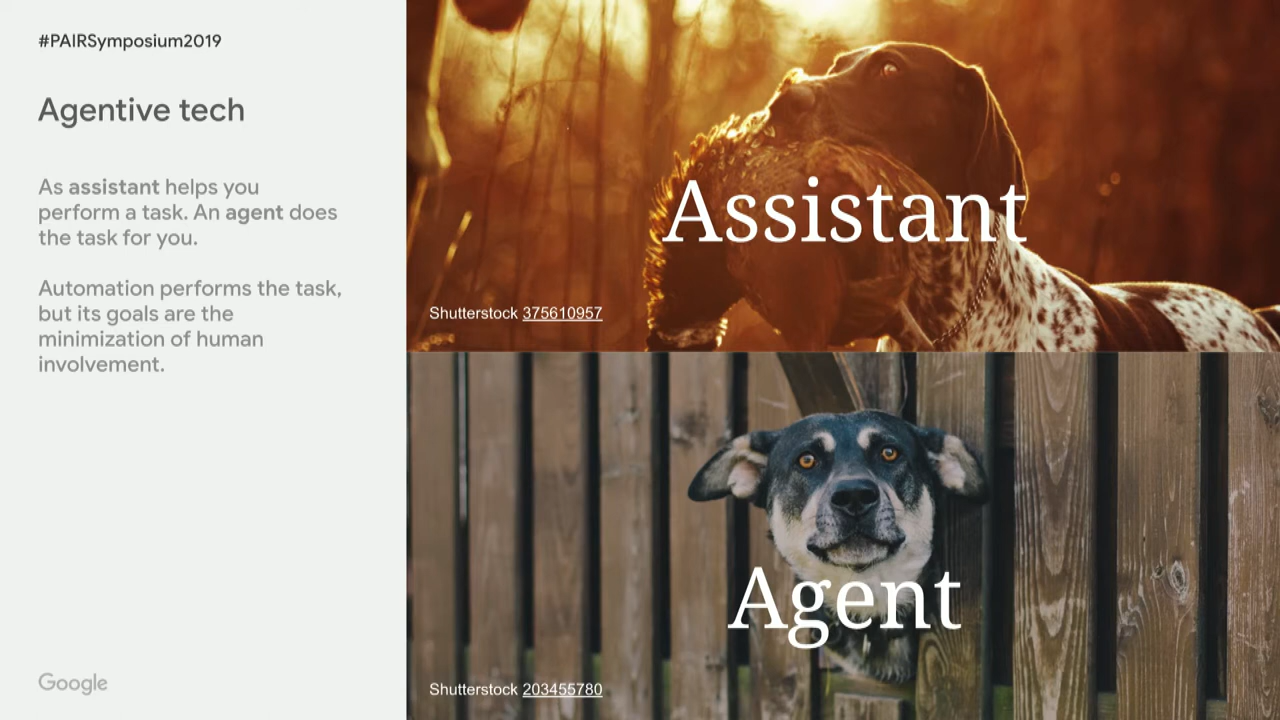 #PAIRSymposium2019
Agentive tech
As assistant helps you
perform a task. An agent does
the task for you.
Automation performs the task,
but its goals are the
minimization of human
involvement.
Google
Assistant
Shutterstock 375610957
Agent
Shutterstock 203455780